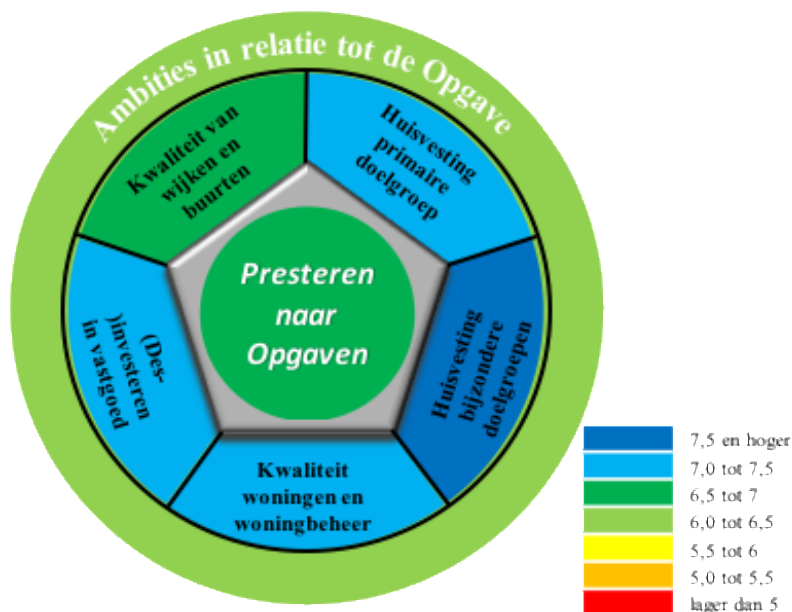 Ambities in relatie tot de Opgave
Kwaliteit van
wijken en
buurten
Huisvesting
primaire
doelgroep
(Des-
)investeren
in vastgoed
Presteren
naar
Opgaven
Huisvesting
bijzondere
doelgroepen
Kwaliteit
woningen en
woningbeheer
7,5 en hoger
7,0 tot 7,5
6,5 tot 7
6,0 tot 6,5
5,5 tot 6
5,0 tot 5,5
lager dan 5